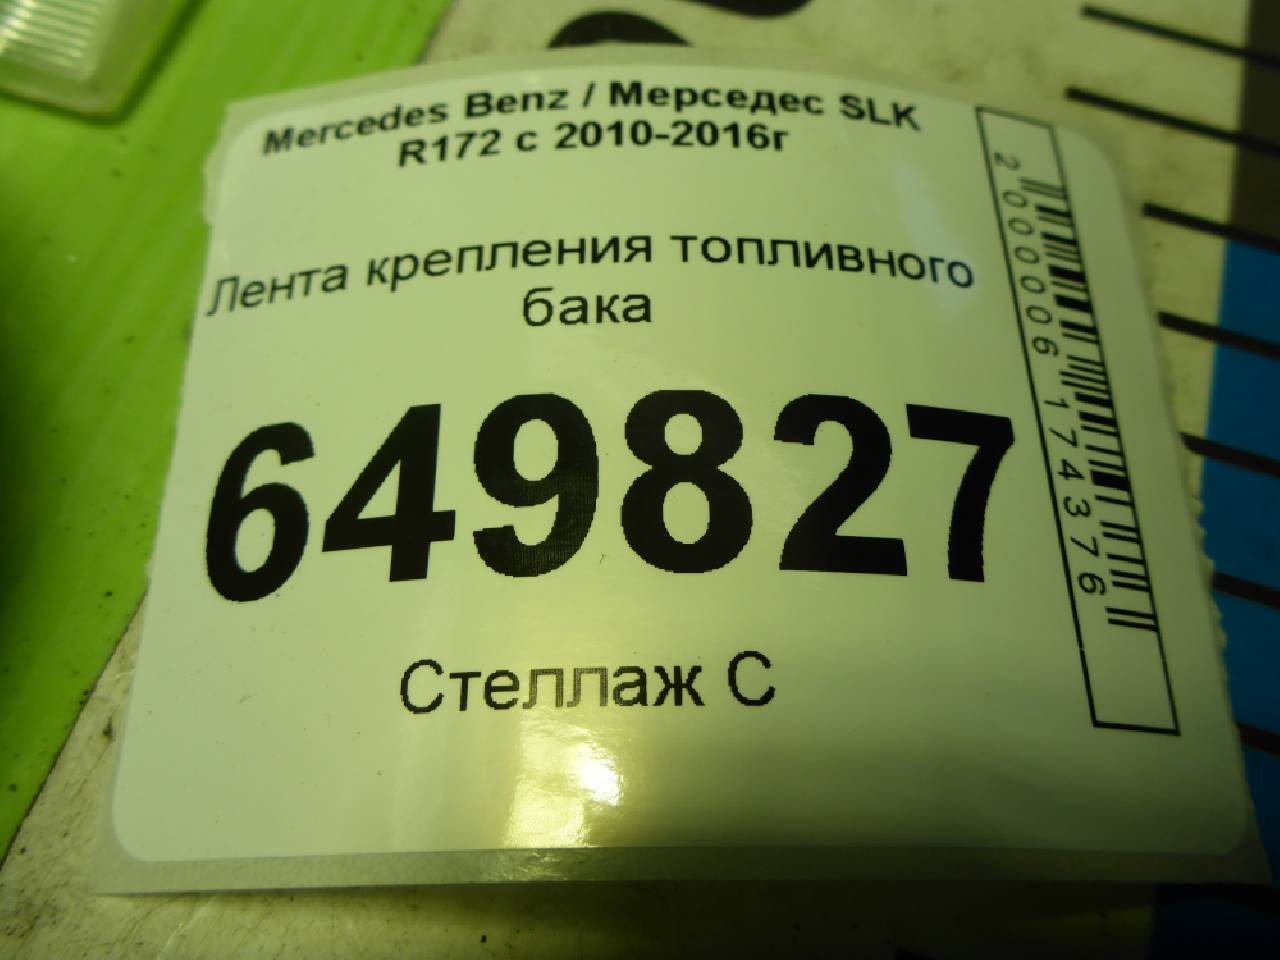 Mercedes Benz / Мерседес SLK
R172 с 2010-2016г
Лента крепления топливного
бака
649827
Стеллаж С
2000006174376